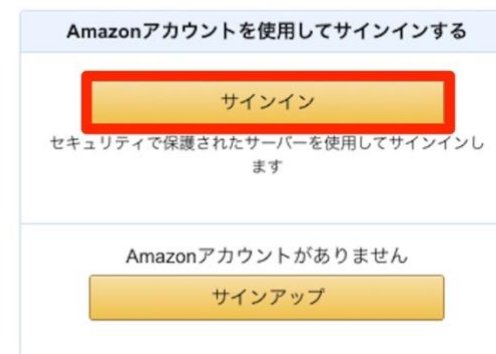 Amazonアカウントを使用してサインインする
サインイン
セキュリティで保護されたサーバーを使用してサインインし
ます
Amazonアカウントがありません
サインアップ